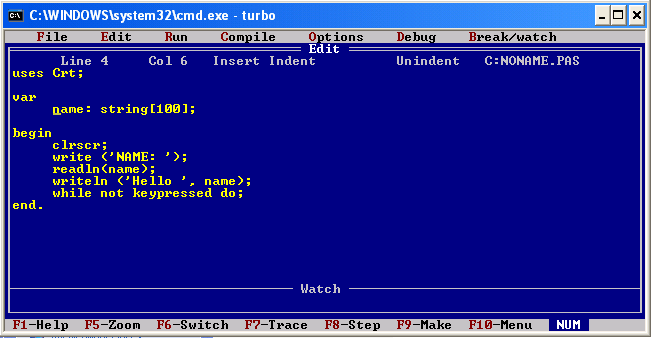 C:\WINDOWS\system32\cmd.exe - turbo
File Edit Run Compile Options Debug Break/watch
Edit
Line 4 Col 6 Insert Indent Unindent C:NONAME.PAS
uses Crt;
var
name: string[100];
begin
clrscr;
write ('NAME: ');
readln(name);
writeln ('Hello ', name);
while not keypressed do;
end.
Watch
F1-Help F5-Zoom F6-Switch F7-Trace F8-Step F9-Make F10-Menu NUM